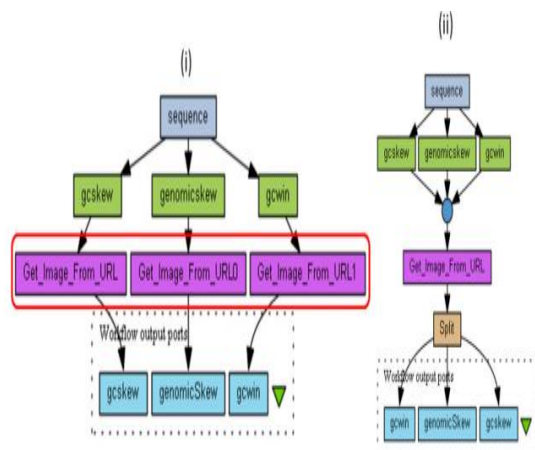 (i)
sequence
gcskew genomicskew gcwin
Get_Image_From_URL Get_Image_From_URL0 Get_Image_From_URL1
Workflow output ports
gcskew genomicSkew gcwin
(ii)
sequence
gcskew genomicskew gcwin
Get_Image_From_URL
Split
Workflow output ports
gcwin genomicSkew gcskew